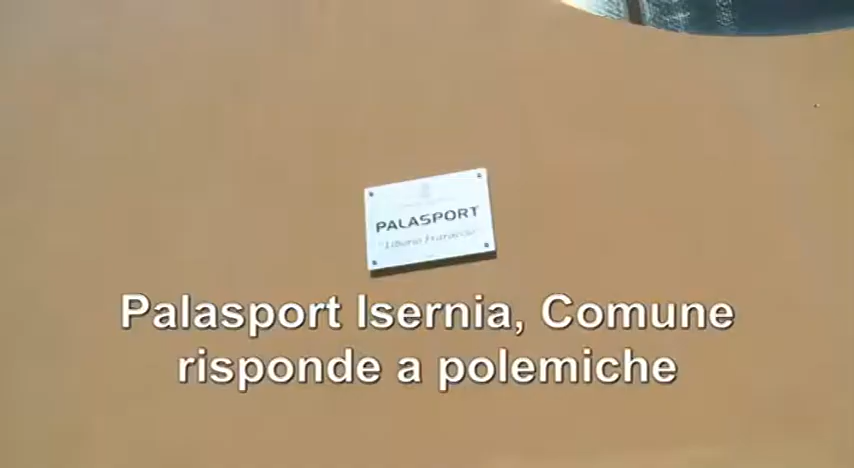 PALASPORT
Palasport Isernia, Comune
risponde a polemiche